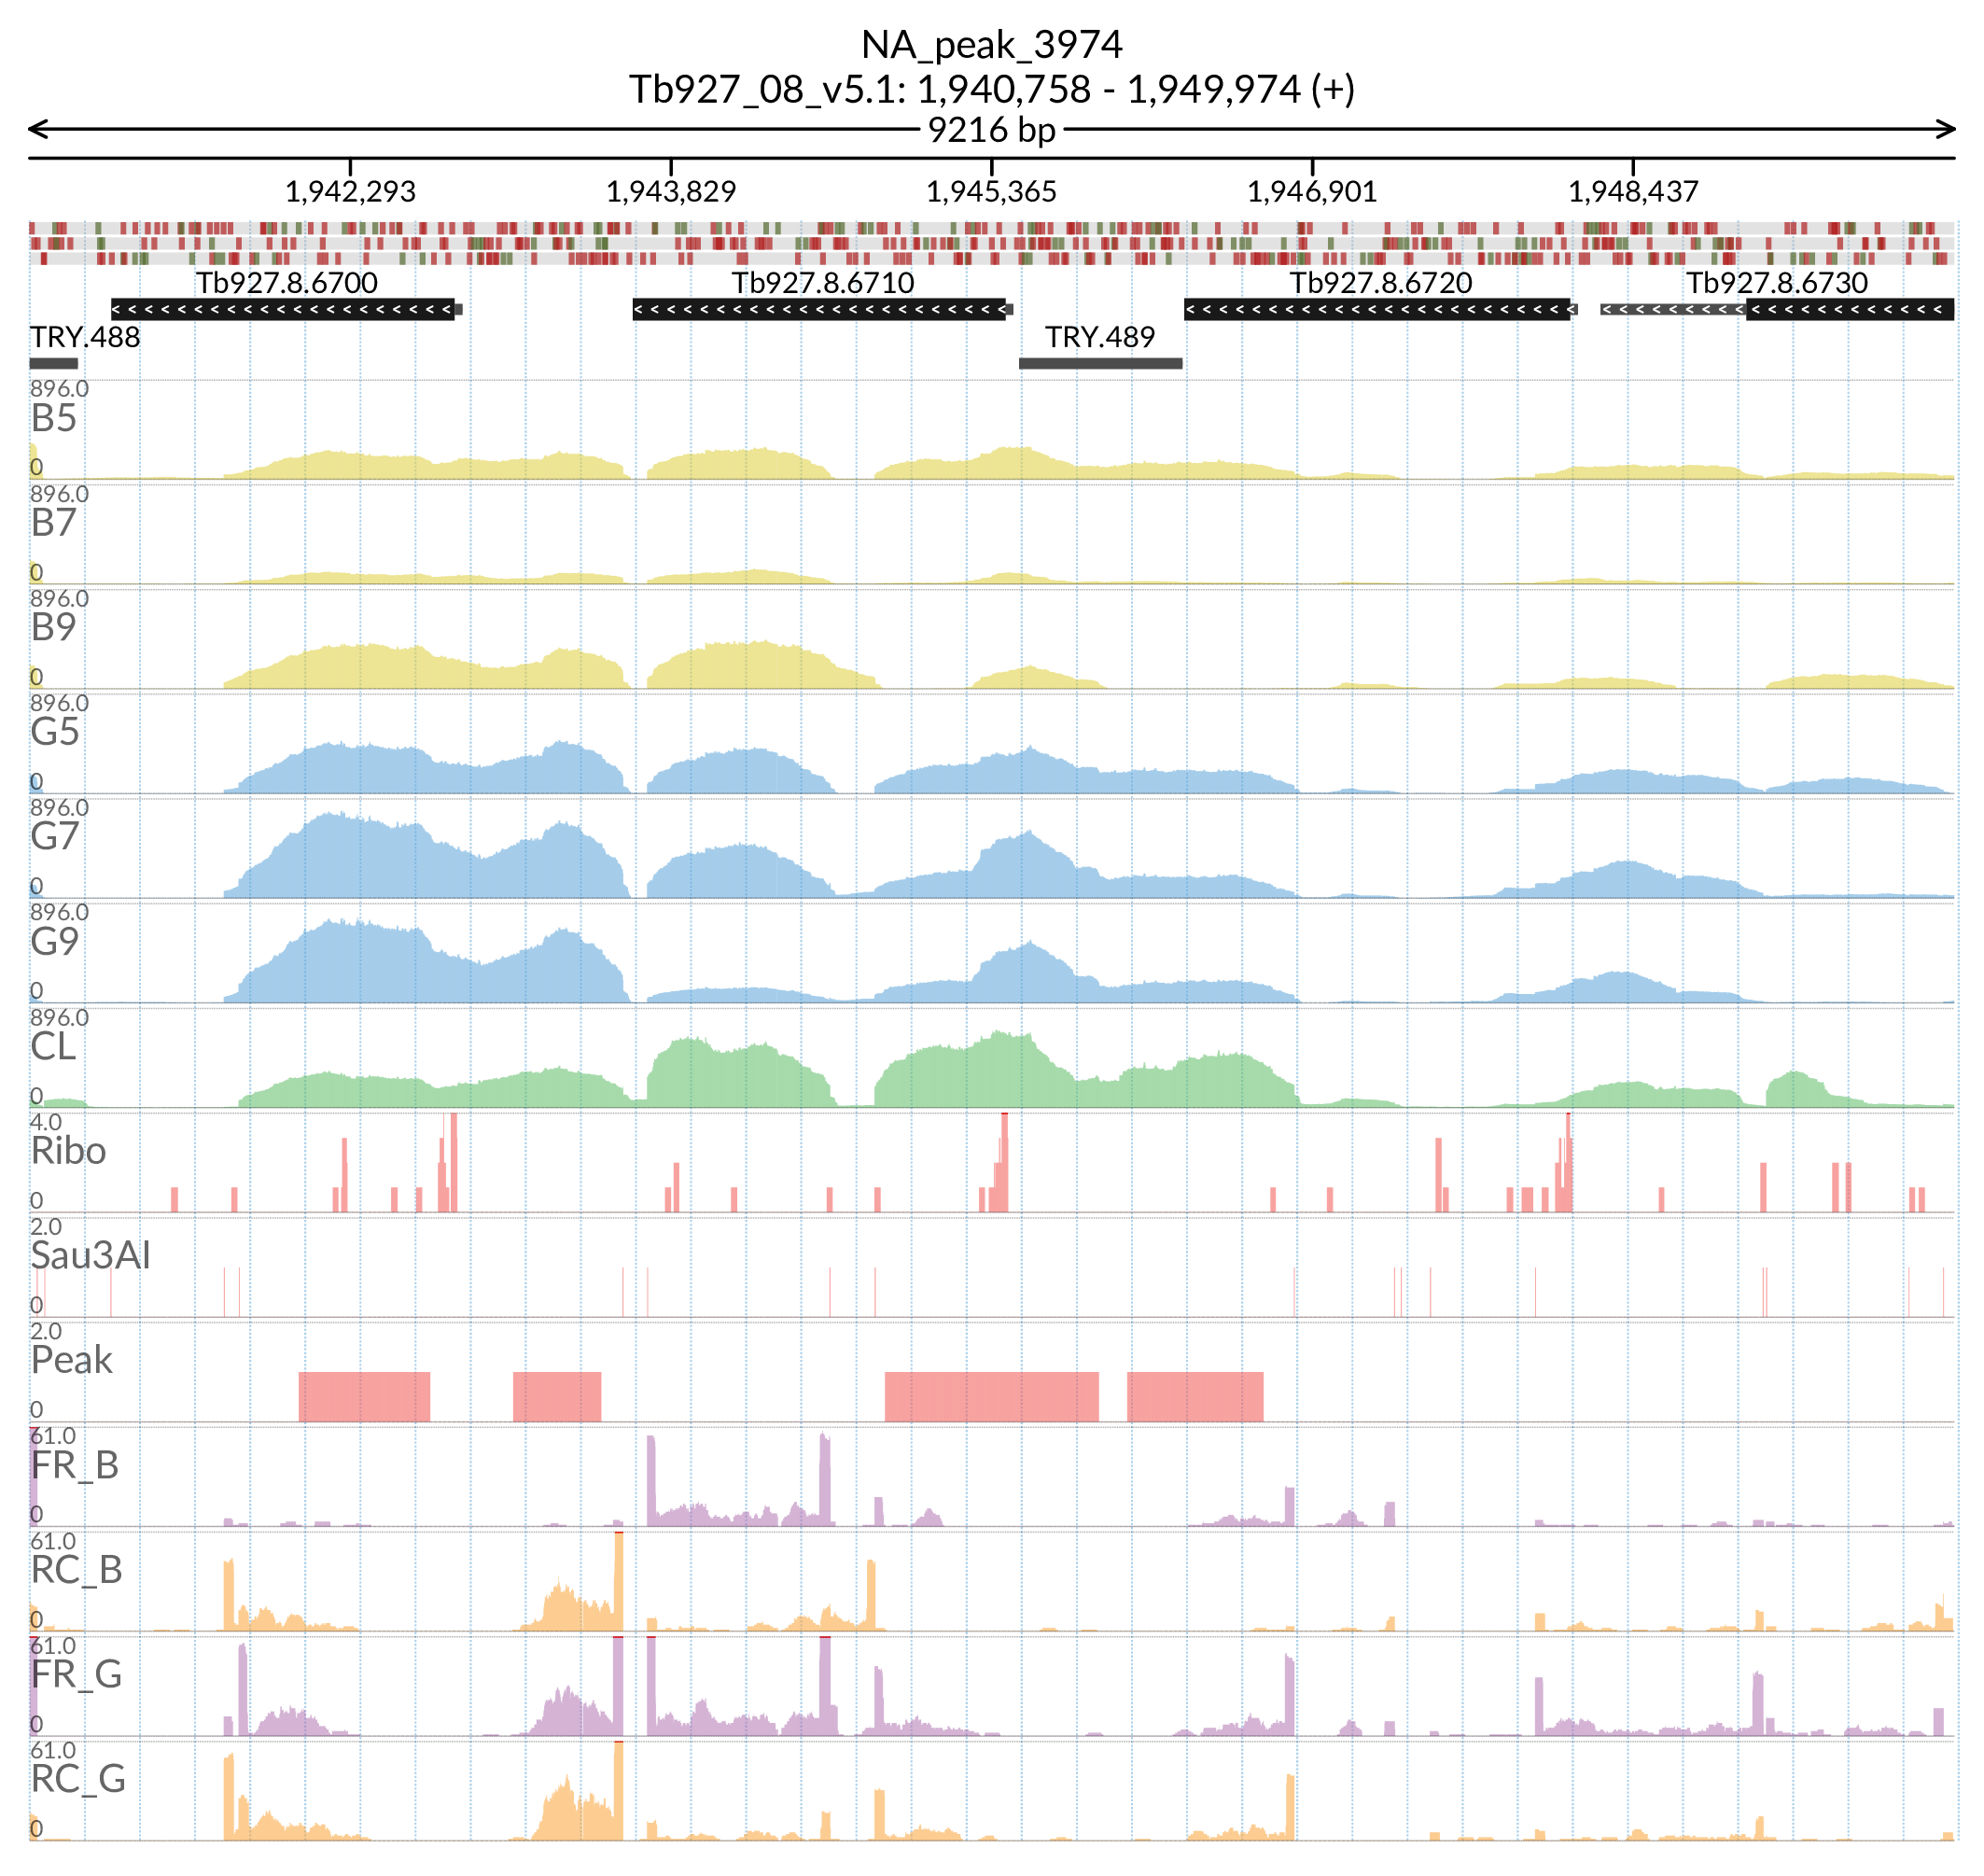 NA_peak_3974
Tb927_08_v5.1: 1,940,758 - 1,949,974 (+)
9216 bp
1,942,293 1,943,829 1,945,365 1,946,901 1,948,437
Tb927.8.6700 Tb927.8.6710 Tb927.8.6720 Tb927.8.6730
TRY.488 TRY.489
896.0
B5
0
896.0
B7
0
896.0
B9
0
896.0
G5
0
896.0
G7
0
896.0
G9
0
896.0
CL
0
4.0
Ribo
0
2.0
Sau3AI
0
2.0
Peak
0
61.0
FR_B
0
61.0
RC_B
0
61.0
FR_G
0
61.0
RC_G
0